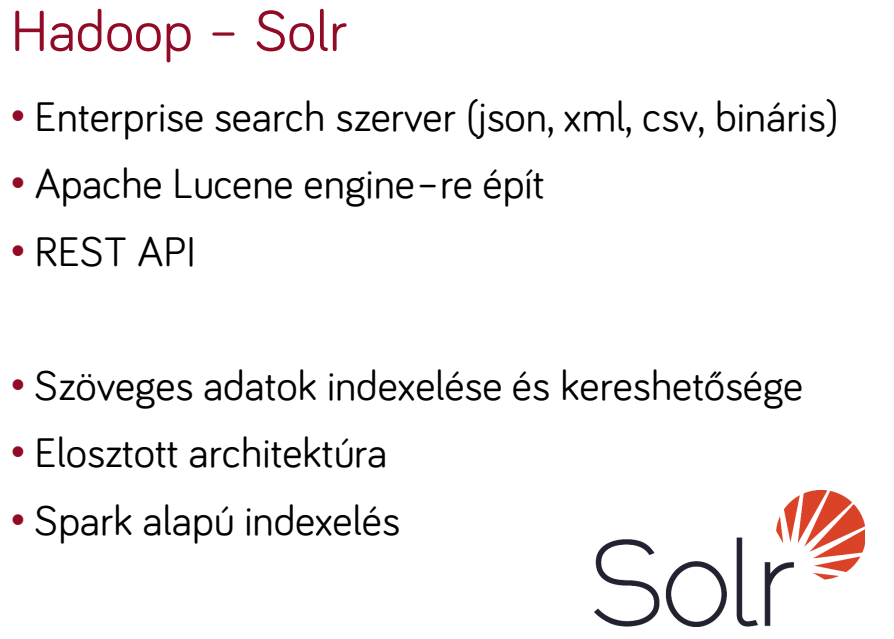 Hadoop – Solr
• Enterprise search szerver (json, xml, csv, bináris)
• Apache Lucene engine-re épít
• REST API
• Szöveges adatok indexelése és kereshetősége
• Elosztott architektúra
• Spark alapú indexelés
Solr